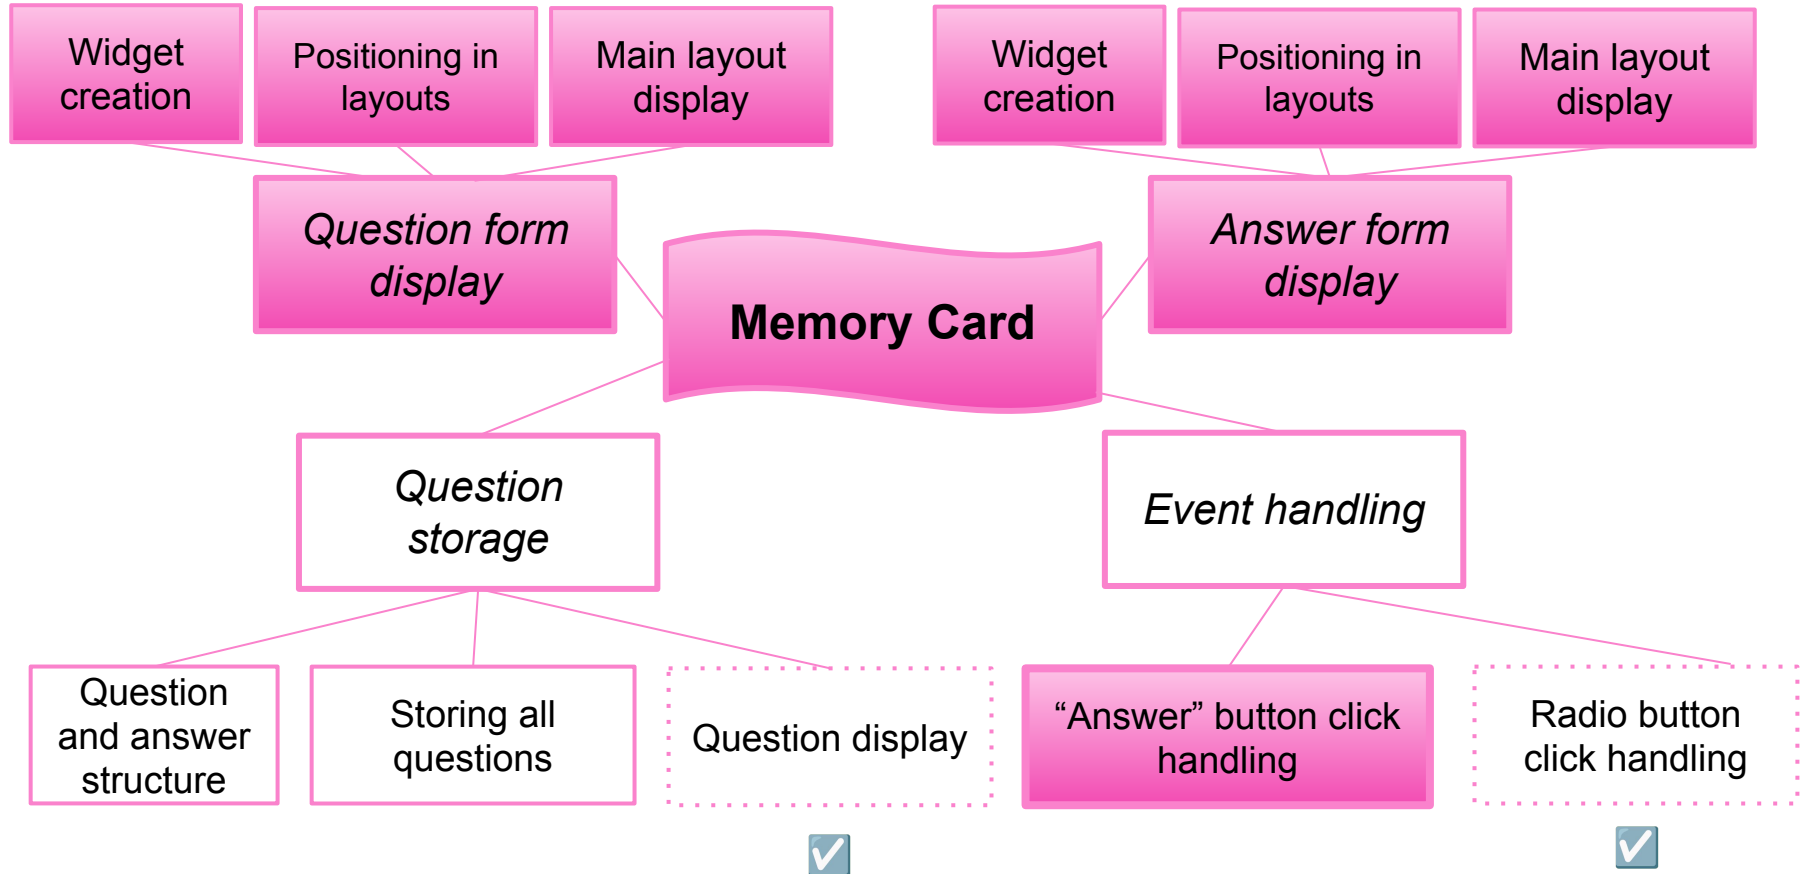 Widget
creation
Positioning in
layouts
Main layout
display
Widget
creation
Positioning in
layouts
Main layout
display
Question form
display
Answer form
display
Memory Card
Question
storage
Event handling
Question
and answer
structure
Storing all
questions
Question display
“Answer” button click
handling
Radio button
click handling